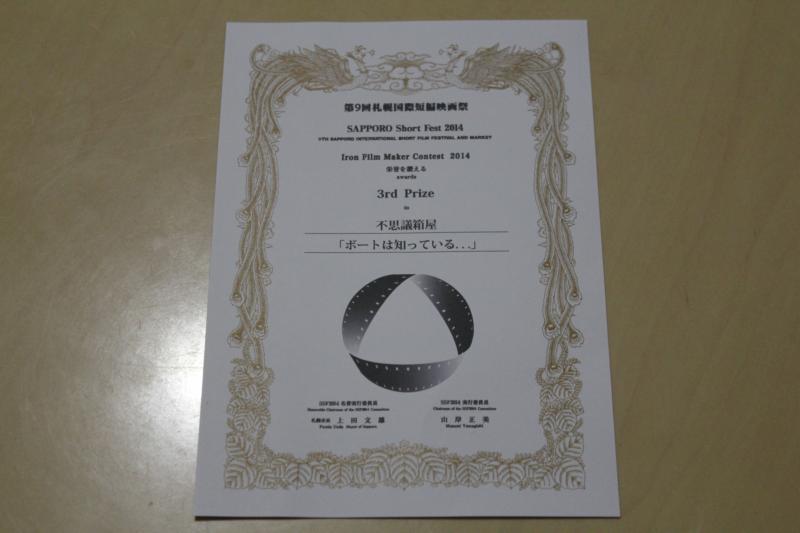 第9回札幌国際短編映画祭
SAPPORO Short Fest 2014
9TH SAPPORO INTERNATIONAL SHORT FILM FESTIVAL AND MARKET
Iron Film Maker Contest 2014
栄誉を讃える
awards
3rd Prize
to
不思議箱屋
「ボートは知っている...」
SSF2014 名誉実行委員長
Honorable Chairman of the SSF2014 Committee
札幌市長 上田文雄
Fumio Ueda Mayor of Sapporo
SSF2014 実行委員長
Chairman of the SSF2014 Committee
山岸正美
Masami Yamagishi